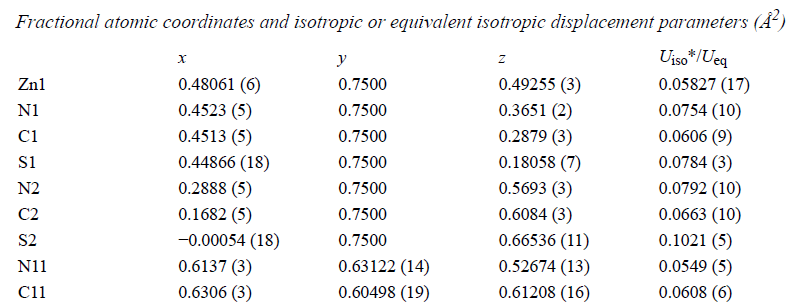 Fractional atomic coordinates and isotropic or equivalent isotropic displacement parameters (Å²)
x y z Uiso*/Ueq
Zn1 0.48061 (6) 0.7500 0.49255 (3) 0.05827 (17)
N1 0.4523 (5) 0.7500 0.3651 (2) 0.0754 (10)
C1 0.4513 (5) 0.7500 0.2879 (3) 0.0606 (9)
S1 0.44866 (18) 0.7500 0.18058 (7) 0.0784 (3)
N2 0.2888 (5) 0.7500 0.5693 (3) 0.0792 (10)
C2 0.1682 (5) 0.7500 0.6084 (3) 0.0663 (10)
S2 −0.00054 (18) 0.7500 0.66536 (11) 0.1021 (5)
N11 0.6137 (3) 0.63122 (14) 0.52674 (13) 0.0549 (5)
C11 0.6306 (3) 0.60498 (19) 0.61208 (16) 0.0608 (6)